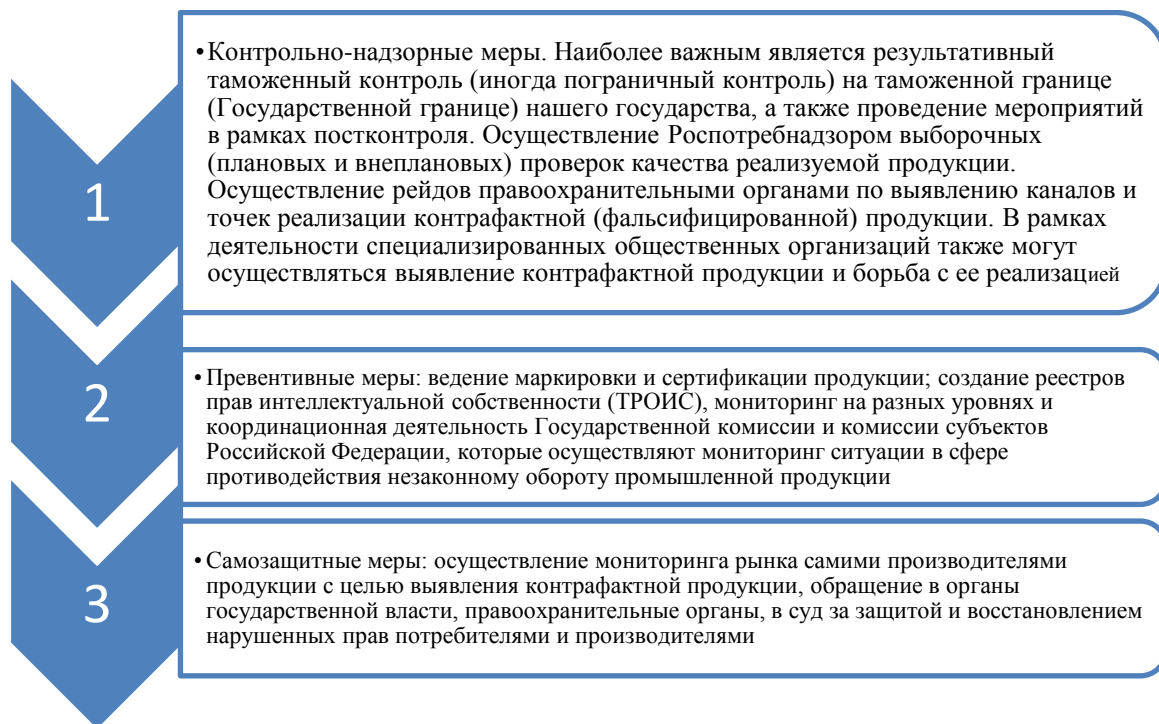 1
•Контрольно-надзорные меры. Наиболее важным является результативный
таможенный контроль (иногда пограничный контроль) на таможенной границе
(Государственной границе) нашего государства, а также проведение мероприятий
в рамках постконтроля. Осуществление Роспотребнадзором выборочных
(плановых и внеплановых) проверок качества реализуемой продукции.
Осуществление рейдов правоохранительными органами по выявлению каналов и
точек реализации контрафактной (фальсифицированной) продукции. В рамках
деятельности специализированных общественных организаций также могут
осуществляться выявление контрафактной продукции и борьба с ее реализацией
2
• Превентивные меры: ведение маркировки и сертификации продукции; создание реестров
прав интеллектуальной собственности (ТРОИС), мониторинг на разных уровнях и
координационная деятельность Государственной комиссии и комиссии субъектов
Российской Федерации, которые осуществляют мониторинг ситуации в сфере
противодействия незаконному обороту промышленной продукции
3
• Самозащитные меры: осуществление мониторинга рынка самими производителями
продукции с целью выявления контрафактной продукции, обращение в органы
государственной власти, правоохранительные органы, в суд за защитой и восстановлением
нарушенных прав потребителями и производителями